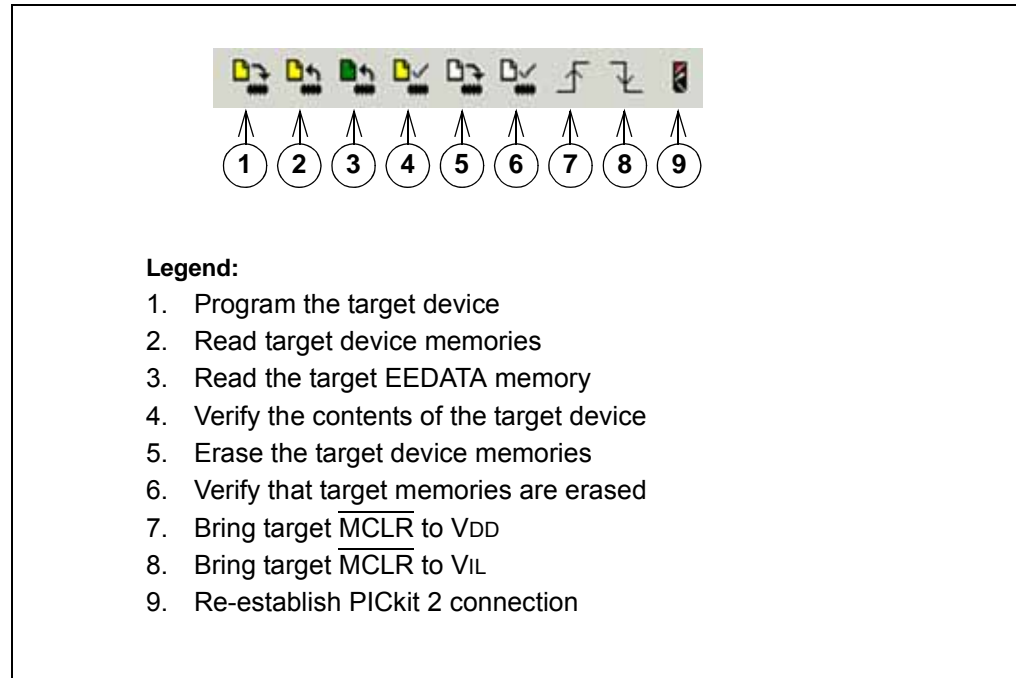 1 2 3 4 5 6 7 8 9
Legend:
1. Program the target device
2. Read target device memories
3. Read the target EEDATA memory
4. Verify the contents of the target device
5. Erase the target device memories
6. Verify that target memories are erased
7. Bring target M̅C̅L̅R̅ to VDD
8. Bring target M̅C̅L̅R̅ to VIL
9. Re-establish PICkit 2 connection